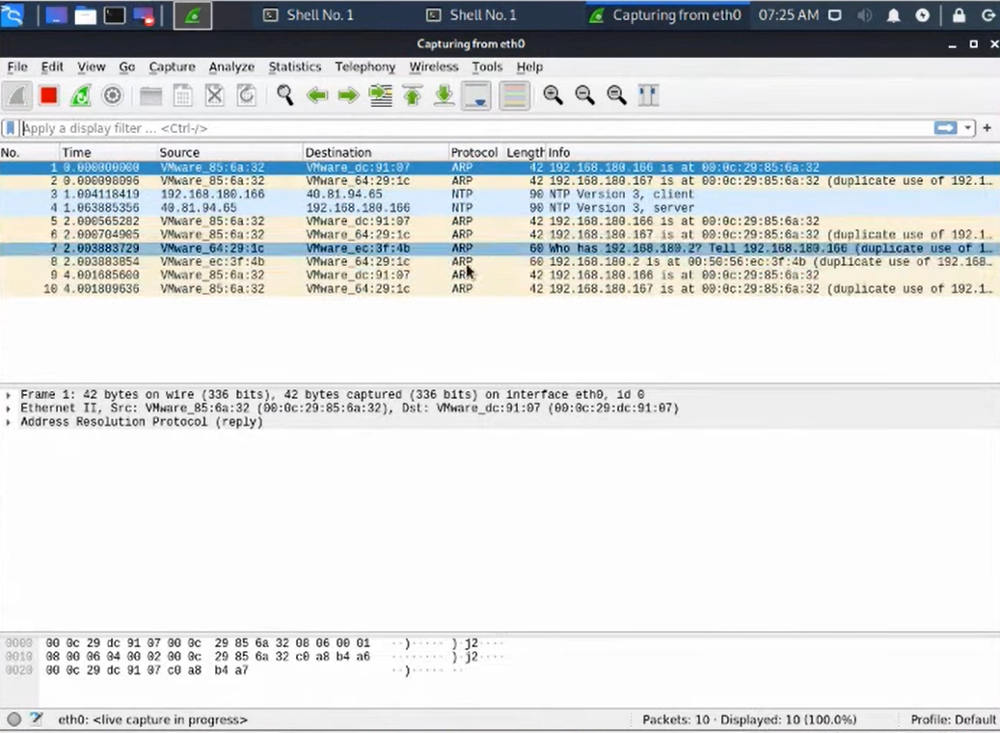 Shell No. 1 Shell No. 1 Capturing from eth0 07:25 AM
Capturing from eth0
File Edit View Go Capture Analyze Statistics Telephony Wireless Tools Help
Apply a display filter ... <Ctrl-/>
No. Time Source Destination Protocol Length Info
1 0.000000000 VMware_85:6a:32 VMware_dc:91:07 ARP 42 192.168.180.166 is at 00:0c:29:85:6a:32
2 0.000098096 VMware_85:6a:32 VMware_64:29:1c ARP 42 192.168.180.167 is at 00:0c:29:85:6a:32 (duplicate use of 192.1…
3 1.004118419 192.168.180.166 40.81.94.65 NTP 90 NTP Version 3, client
4 1.063885356 40.81.94.65 192.168.180.166 NTP 90 NTP Version 3, server
5 2.000565282 VMware_85:6a:32 VMware_dc:91:07 ARP 42 192.168.180.166 is at 00:0c:29:85:6a:32
6 2.000704905 VMware_85:6a:32 VMware_64:29:1c ARP 42 192.168.180.167 is at 00:0c:29:85:6a:32 (duplicate use of 192.1…
7 2.003883729 VMware_64:29:1c VMware_ec:3f:4b ARP 60 Who has 192.168.180.2? Tell 192.168.180.166 (duplicate use of 1…
8 2.003883854 VMware_ec:3f:4b VMware_64:29:1c ARP 60 192.168.180.2 is at 00:50:56:ec:3f:4b (duplicate use of 192.168…
9 4.001685600 VMware_85:6a:32 VMware_dc:91:07 ARP 42 192.168.180.166 is at 00:0c:29:85:6a:32
10 4.001809636 VMware_85:6a:32 VMware_64:29:1c ARP 42 192.168.180.167 is at 00:0c:29:85:6a:32 (duplicate use of 192.1…
Frame 1: 42 bytes on wire (336 bits), 42 bytes captured (336 bits) on interface eth0, id 0
Ethernet II, Src: VMware_85:6a:32 (00:0c:29:85:6a:32), Dst: VMware_dc:91:07 (00:0c:29:dc:91:07)
Address Resolution Protocol (reply)
0000 00 0c 29 dc 91 07 00 0c 29 85 6a 32 08 06 00 01 ··)····· )·j2····
0010 08 00 06 04 00 02 00 0c 29 85 6a 32 c0 a8 b4 a6 ········ )·j2····
0020 00 0c 29 dc 91 07 c0 a8 b4 a7 ··)····· ··
eth0: <live capture in progress> Packets: 10 · Displayed: 10 (100.0%) Profile: Default